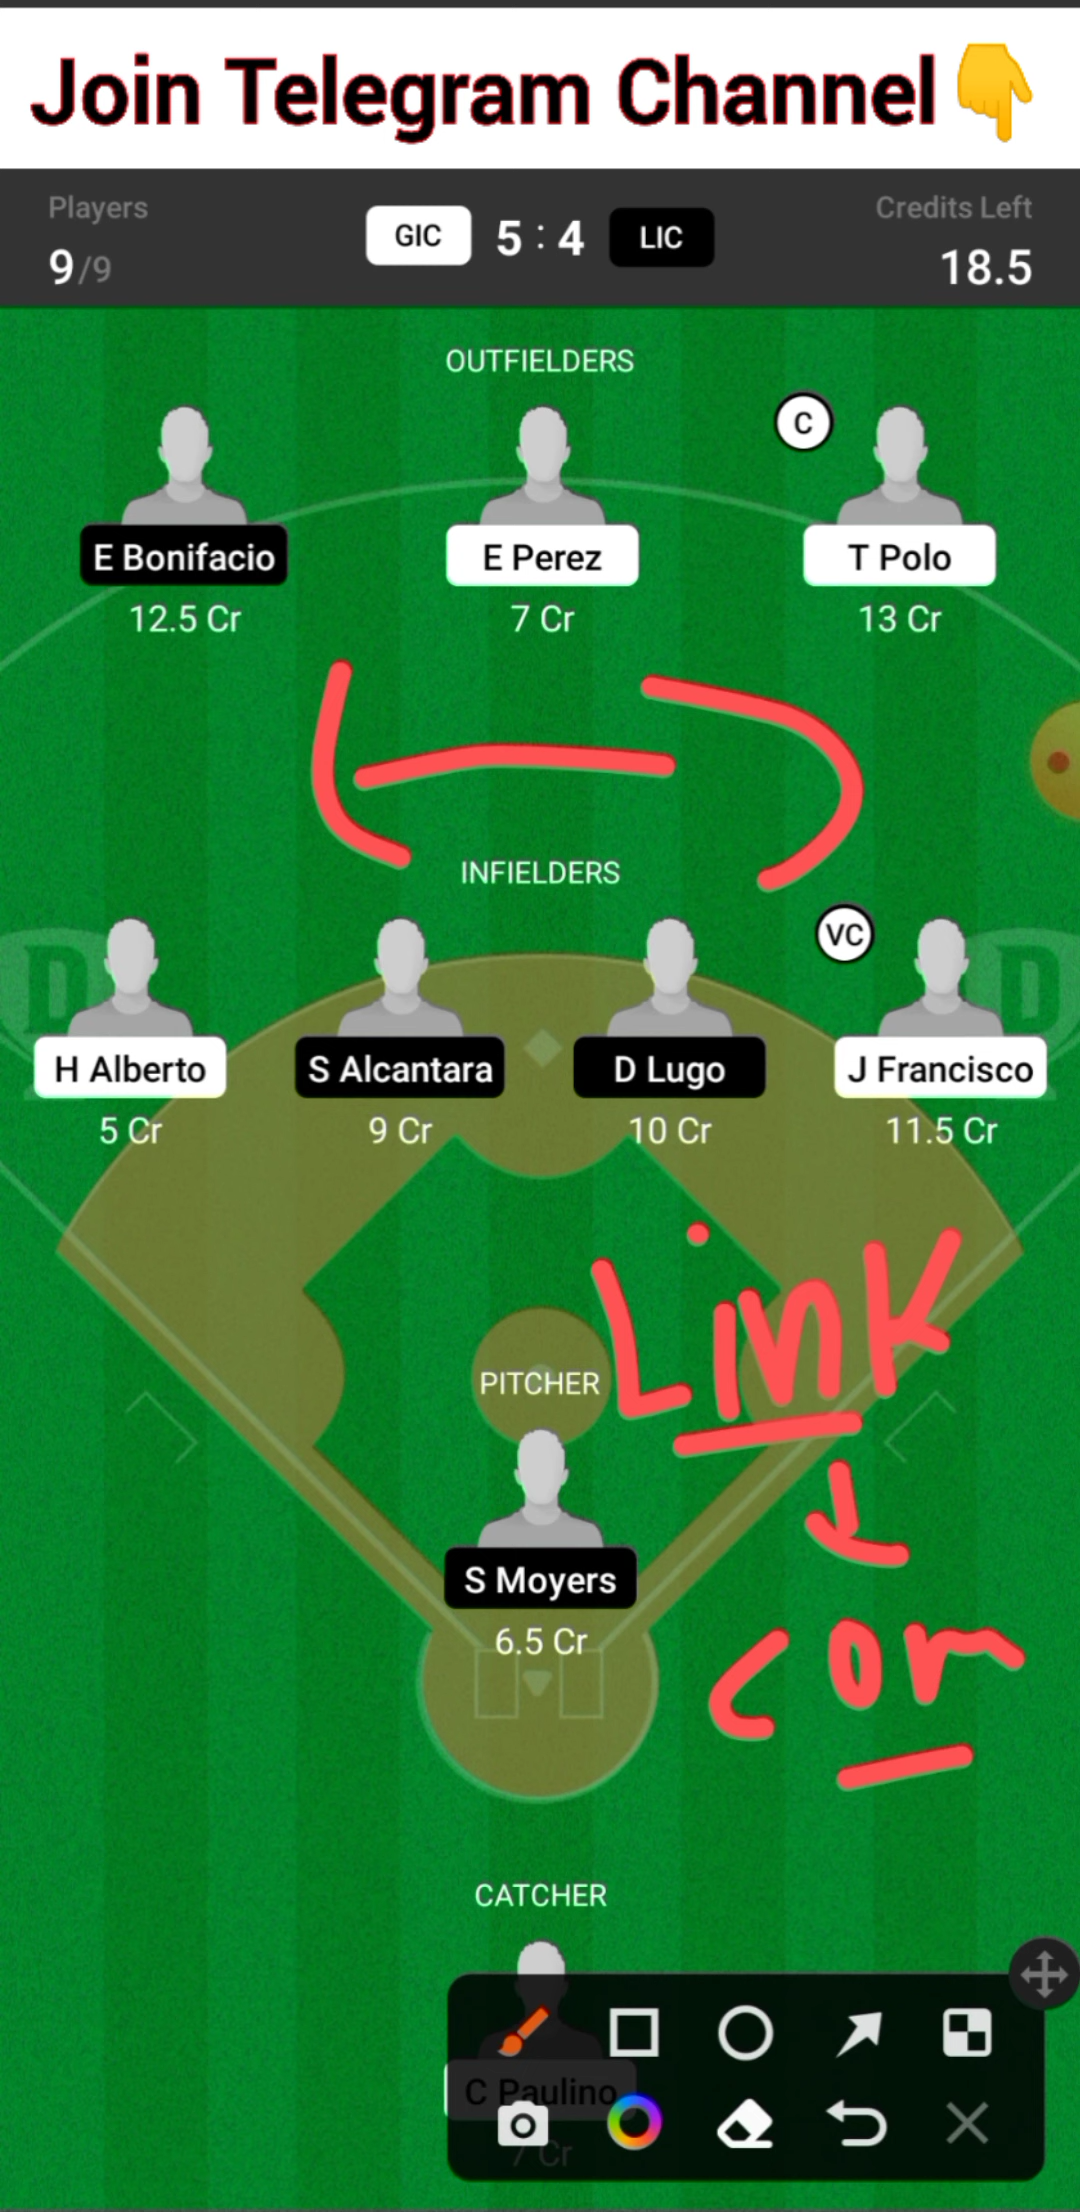 Join Telegram Channel👇
Players GIC 5 : 4 LIC Credits Left
9/9 18.5
OUTFIELDERS
C
E Bonifacio E Perez T Polo
12.5 Cr 7 Cr 13 Cr
INFIELDERS
VC
D D
H Alberto S Alcantara D Lugo J Francisco
5 Cr 9 Cr 10 Cr 11.5 Cr
Link
PITCHER
S Moyers
6.5 Cr
Com
CATCHER
C Paulino
7 Cr